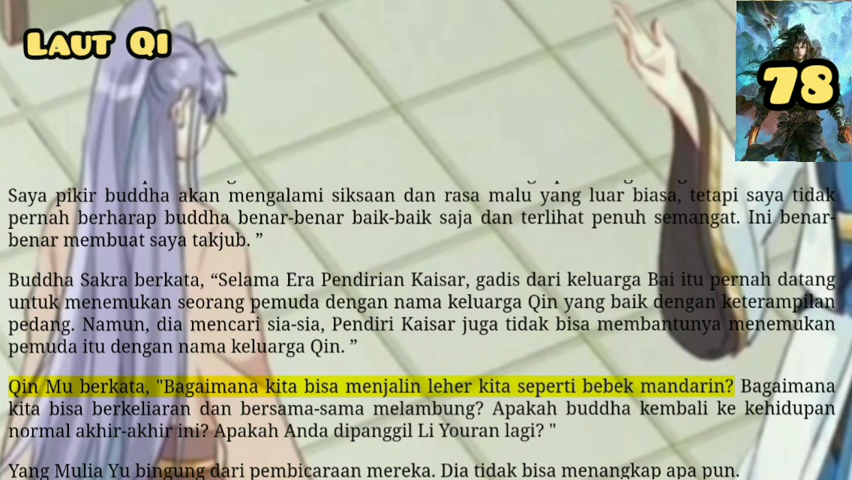 LAUT QI
78
Saya pikir buddha akan mengalami siksaan dan rasa malu yang luar biasa, tetapi saya tidak
pernah berharap buddha benar-benar baik-baik saja dan terlihat penuh semangat. Ini benar-
benar membuat saya takjub. ”
Buddha Sakra berkata, “Selama Era Pendirian Kaisar, gadis dari keluarga Bai itu pernah datang
untuk menemukan seorang pemuda dengan nama keluarga Qin yang baik dengan keterampilan
pedang. Namun, dia mencari sia-sia, Pendiri Kaisar juga tidak bisa membantunya menemukan
pemuda itu dengan nama keluarga Qin. ”
Qin Mu berkata, "Bagaimana kita bisa menjalin leher kita seperti bebek mandarin? Bagaimana
kita bisa berkeliaran dan bersama-sama melambung? Apakah buddha kembali ke kehidupan
normal akhir-akhir ini? Apakah Anda dipanggil Li Youran lagi? "
Yang Mulia Yu bingung dari pembicaraan mereka. Dia tidak bisa menangkap apa pun.